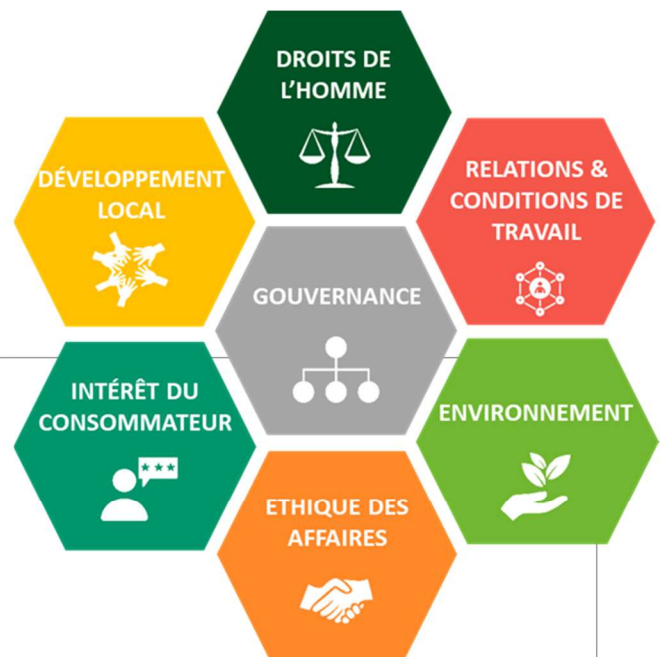 DROITS DE
L'HOMME
DÉVELOPPEMENT
LOCAL
RELATIONS &
CONDITIONS DE
TRAVAIL
GOUVERNANCE
INTÉRÊT DU
CONSOMMATEUR
ENVIRONNEMENT
ETHIQUE DES
AFFAIRES